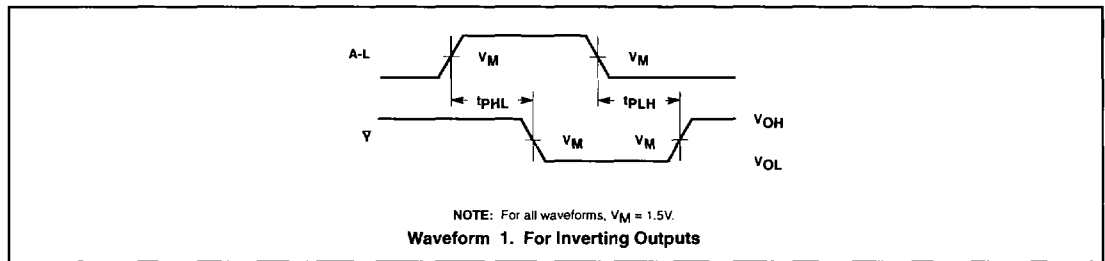 A-L VM VM
tPHL tPLH
Y̅ VM VM VOH
VOL
NOTE: For all waveforms, VM = 1.5V.
Waveform 1. For Inverting Outputs